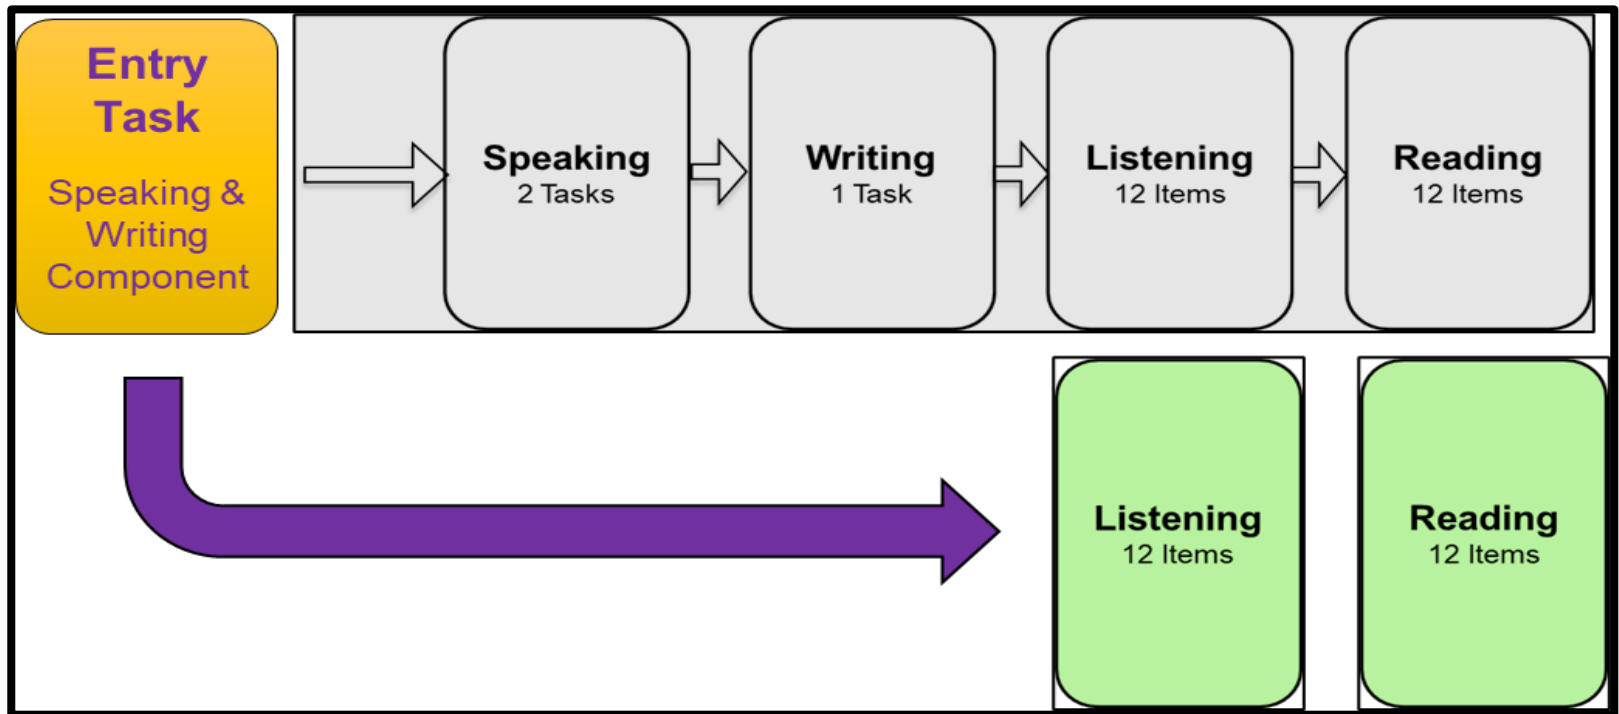 Entry
Task
Speaking &
Writing
Component
Speaking
2 Tasks
Writing
1 Task
Listening
12 Items
Reading
12 Items
Listening
12 Items
Reading
12 Items